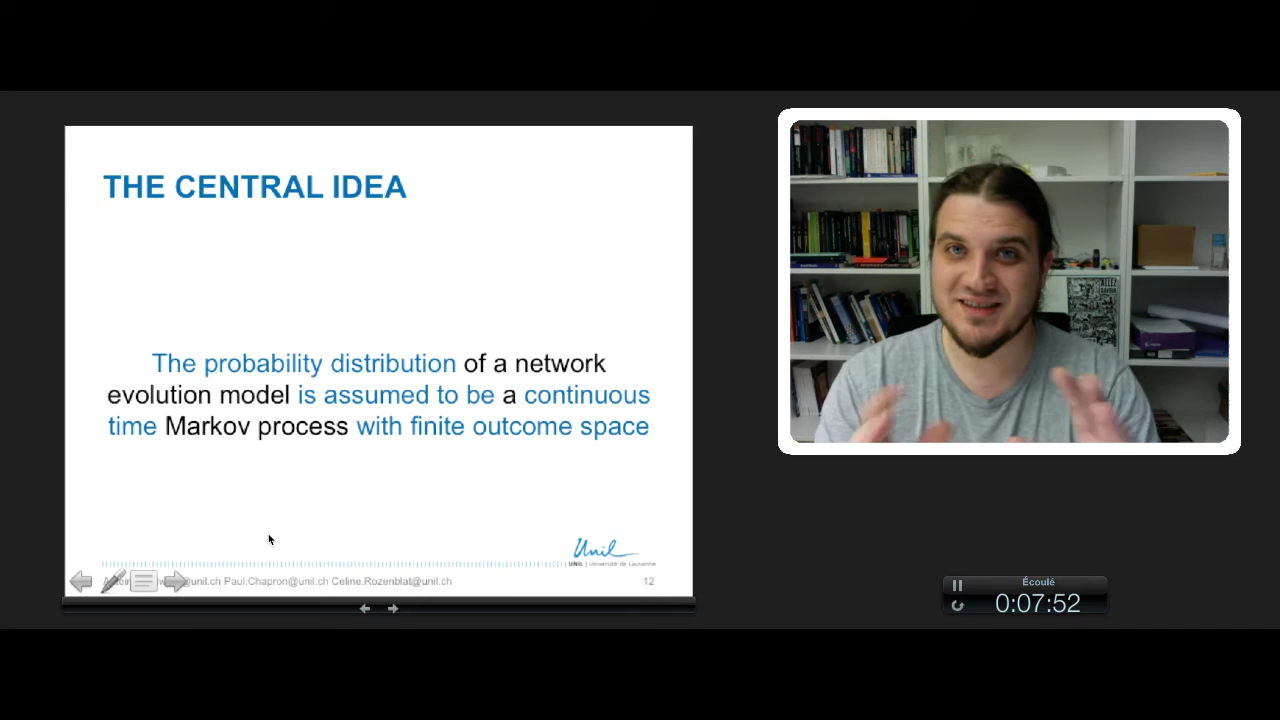 THE CENTRAL IDEA
The probability distribution of a network
evolution model is assumed to be a continuous
time Markov process with finite outcome space
Unil
UNIL | Université de Lausanne
@unil.ch Paul.Chapron@unil.ch Celine.Rozenblat@unil.ch
12
ALLEZ
SAVOIR
Écoulé
0:07:52